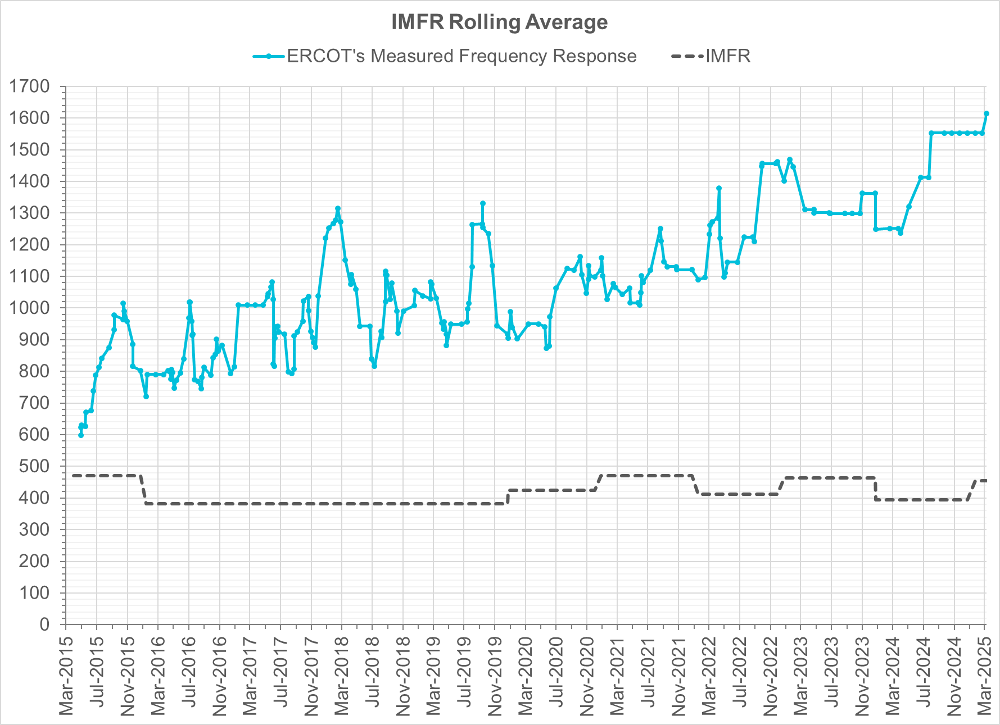 IMFR Rolling Average
ERCOT's Measured Frequency Response IMFR
1700
1600
1500
1400
1300
1200
1100
1000
900
800
700
600
500
400
300
200
100
0
Mar-2015
Jul-2015
Nov-2015
Mar-2016
Jul-2016
Nov-2016
Mar-2017
Jul-2017
Nov-2017
Mar-2018
Jul-2018
Nov-2018
Mar-2019
Jul-2019
Nov-2019
Mar-2020
Jul-2020
Nov-2020
Mar-2021
Jul-2021
Nov-2021
Mar-2022
Jul-2022
Nov-2022
Mar-2023
Jul-2023
Nov-2023
Mar-2024
Jul-2024
Nov-2024
Mar-2025